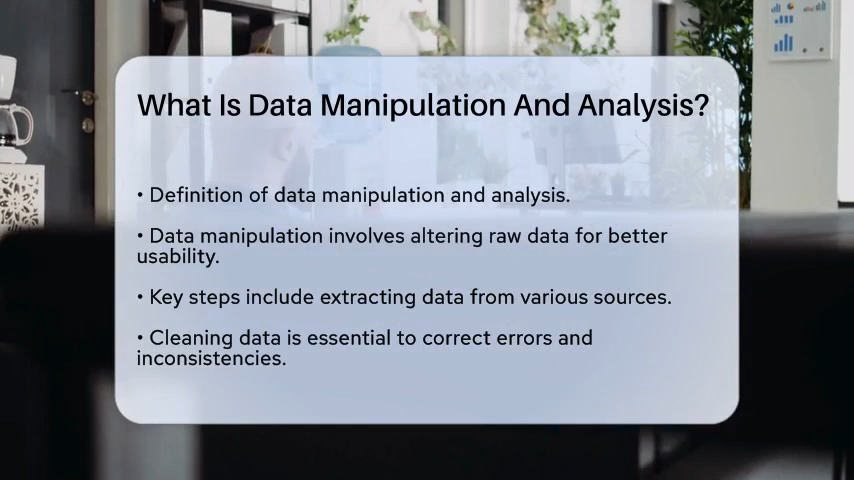 What Is Data Manipulation And Analysis?
• Definition of data manipulation and analysis.
• Data manipulation involves altering raw data for better
usability.
• Key steps include extracting data from various sources.
• Cleaning data is essential to correct errors and
inconsistencies.